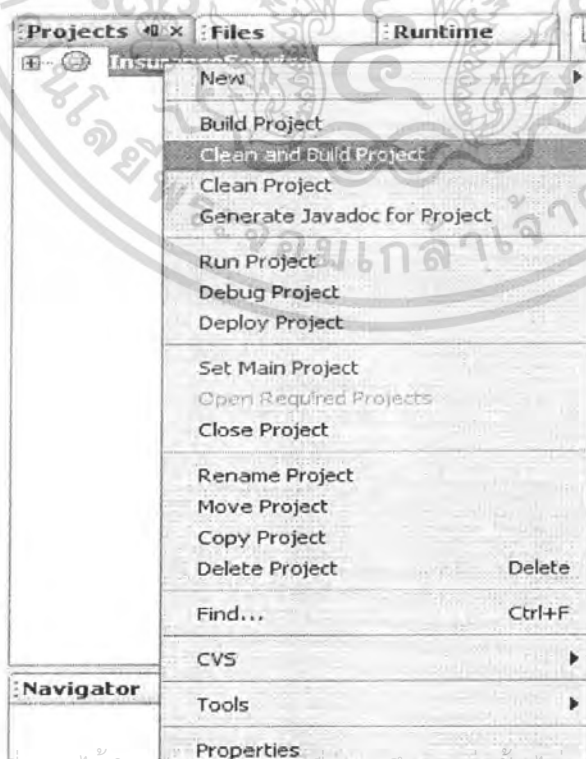 Projects Files Runtime
New
Build Project
Clean and Build Project
Clean Project
Generate Javadoc for Project
Run Project
Debug Project
Deploy Project
Set Main Project
Open Required Projects
Close Project
Rename Project
Move Project
Copy Project
Delete Project Delete
Find... Ctrl+F
CVS
Navigator
Tools
Properties